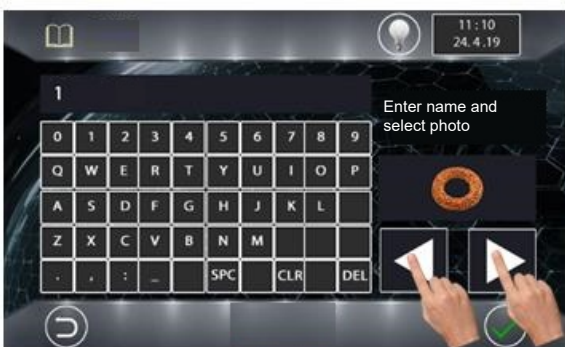 11:10
24.4.19
1
Enter name and
select photo
0 1 2 3 4 5 6 7 8 9
Q W E R T Y U I O P
A S D F G H J K L
Z X C V B N M
. , : _ SPC CLR DEL